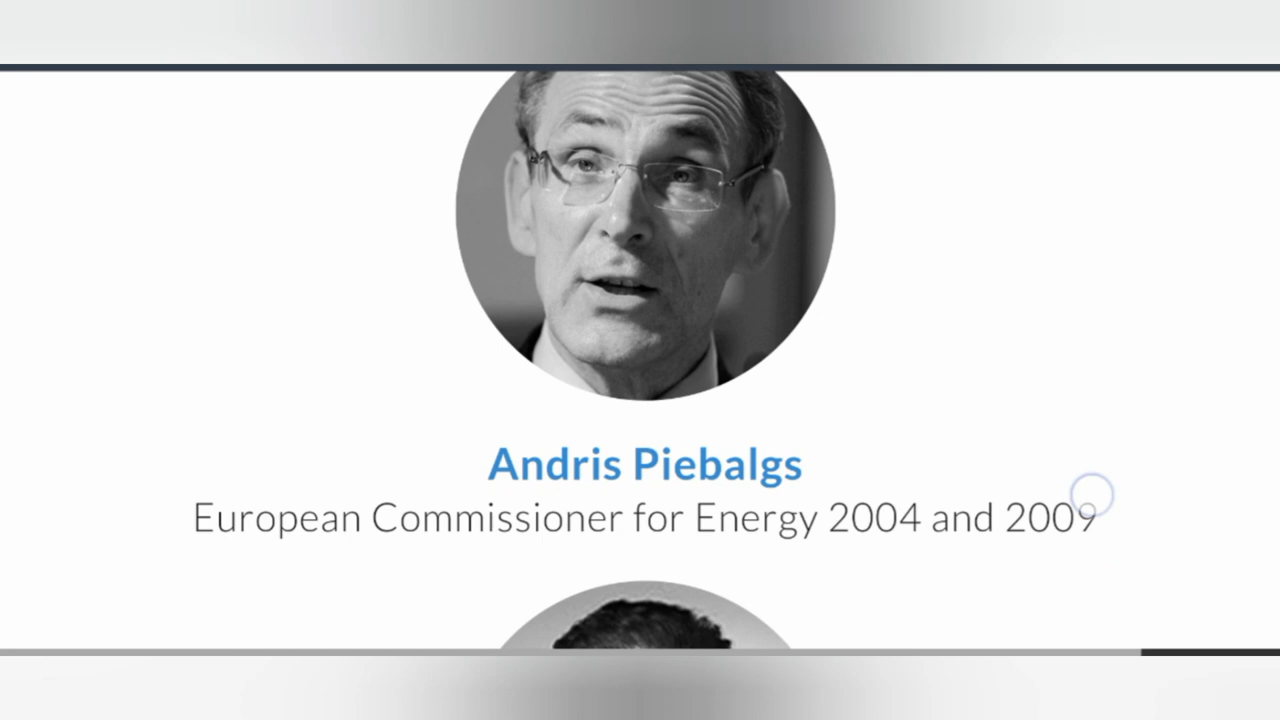 Andris Piebalgs
European Commissioner for Energy 2004 and 2009